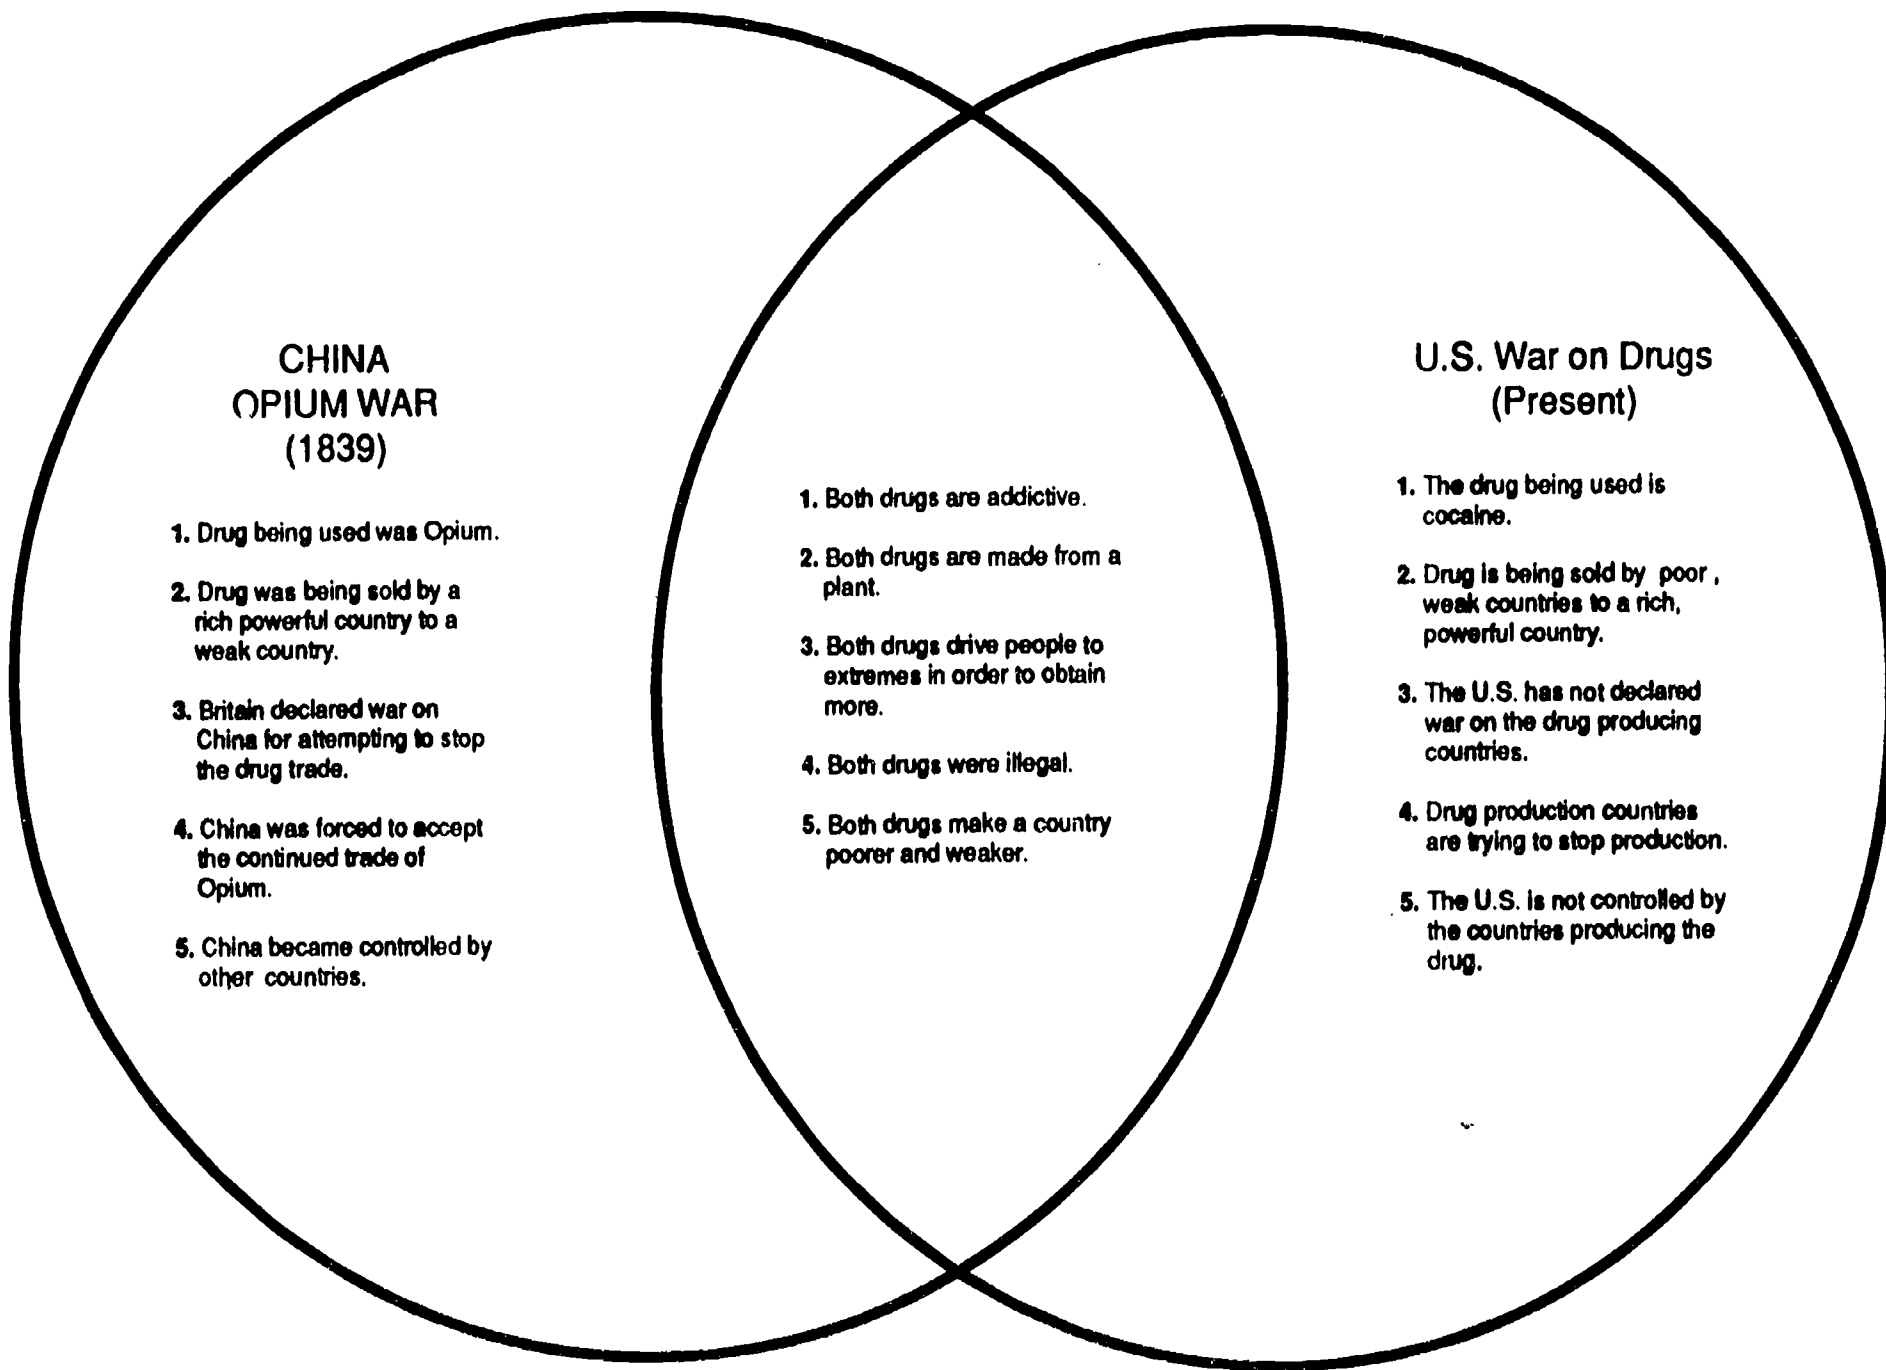 CHINA
OPIUM WAR
(1839)
1. Drug being used was Opium.
2. Drug was being sold by a
rich powerful country to a
weak country.
3. Britain declared war on
China for attempting to stop
the drug trade.
4. China was forced to accept
the continued trade of
Opium.
5. China became controlled by
other countries.
1. Both drugs are addictive.
2. Both drugs are made from a
plant.
3. Both drugs drive people to
extremes in order to obtain
more.
4. Both drugs were illegal.
5. Both drugs make a country
poorer and weaker.
U.S. War on Drugs
(Present)
1. The drug being used is
cocaine.
2. Drug is being sold by poor,
weak countries to a rich,
powerful country.
3. The U.S. has not declared
war on the drug producing
countries.
4. Drug production countries
are trying to stop production.
5. The U.S. is not controlled by
the countries producing the
drug.